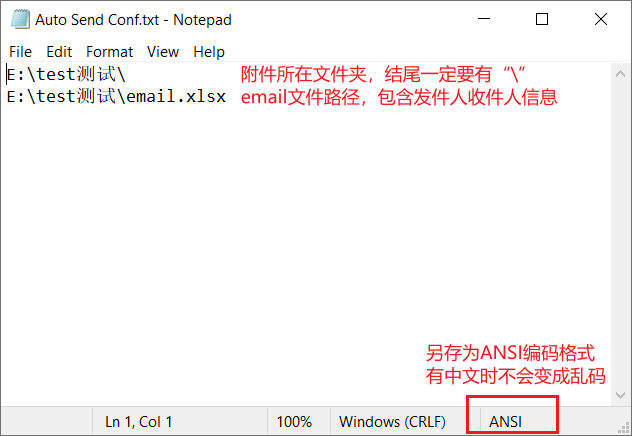 Auto Send Conf.txt - Notepad
File Edit Format View Help
E:\test测试\ 附件所在文件夹，结尾一定要有“\”
E:\test测试\email.xlsx email文件路径，包含发件人收件人信息
另存为ANSI编码格式
有中文时不会变成乱码
Ln 1, Col 1 100% Windows (CRLF) ANSI